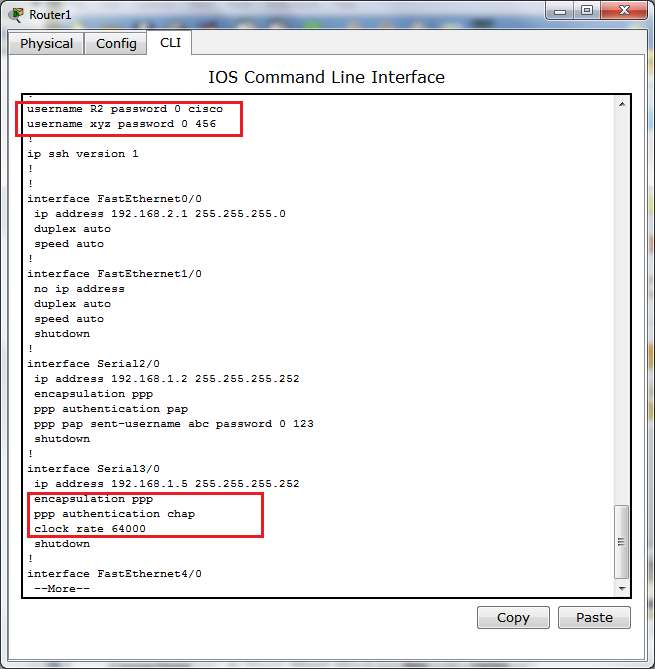 Router1
Physical Config CLI
IOS Command Line Interface
!
username R2 password 0 cisco
username xyz password 0 456
!
ip ssh version 1
!
!
interface FastEthernet0/0
ip address 192.168.2.1 255.255.255.0
duplex auto
speed auto
!
interface FastEthernet1/0
no ip address
duplex auto
speed auto
shutdown
!
interface Serial2/0
ip address 192.168.1.2 255.255.255.252
encapsulation ppp
ppp authentication pap
ppp pap sent-username abc password 0 123
shutdown
!
interface Serial3/0
ip address 192.168.1.5 255.255.255.252
encapsulation ppp
ppp authentication chap
clock rate 64000
shutdown
!
interface FastEthernet4/0
--More--
Copy Paste